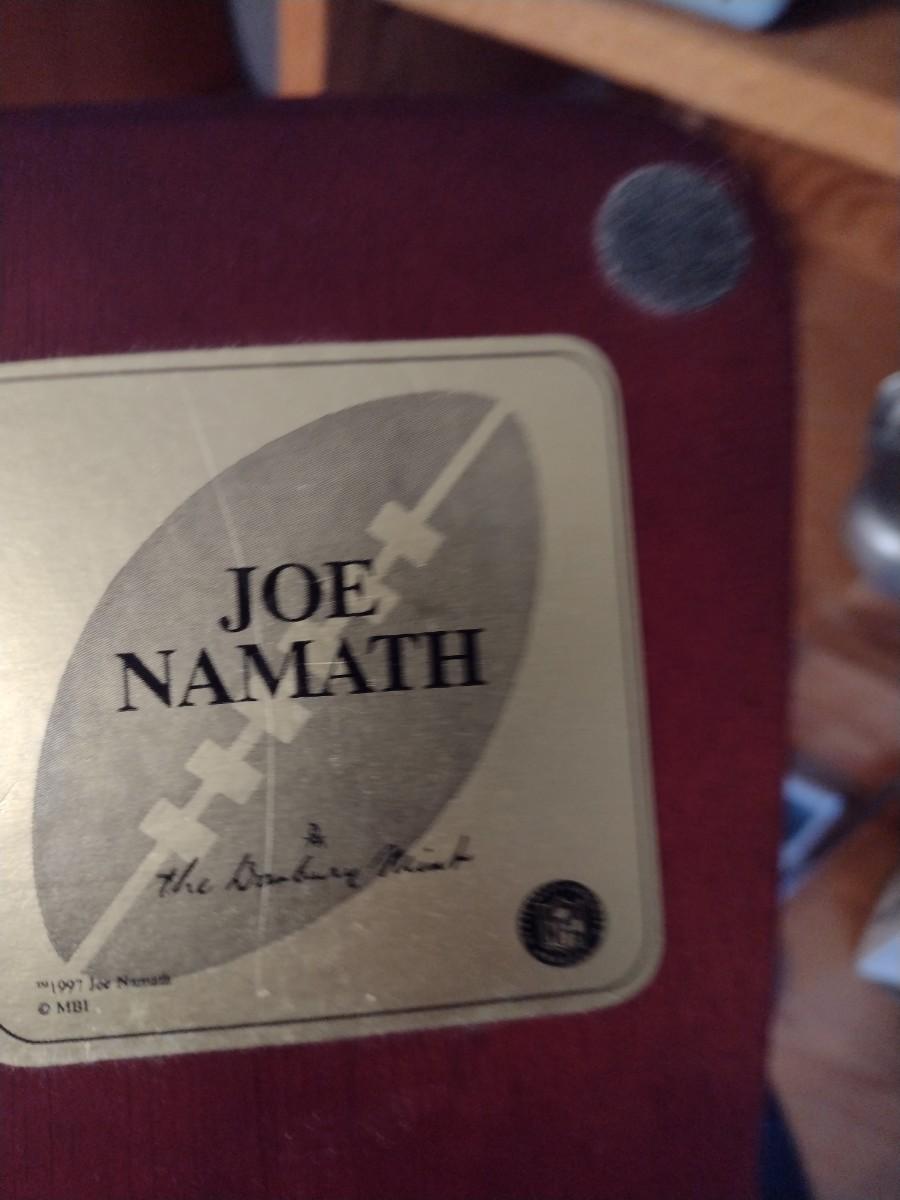 JOE
NAMATH
the Danbury Mint
™1997 Joe Namath
© MBI